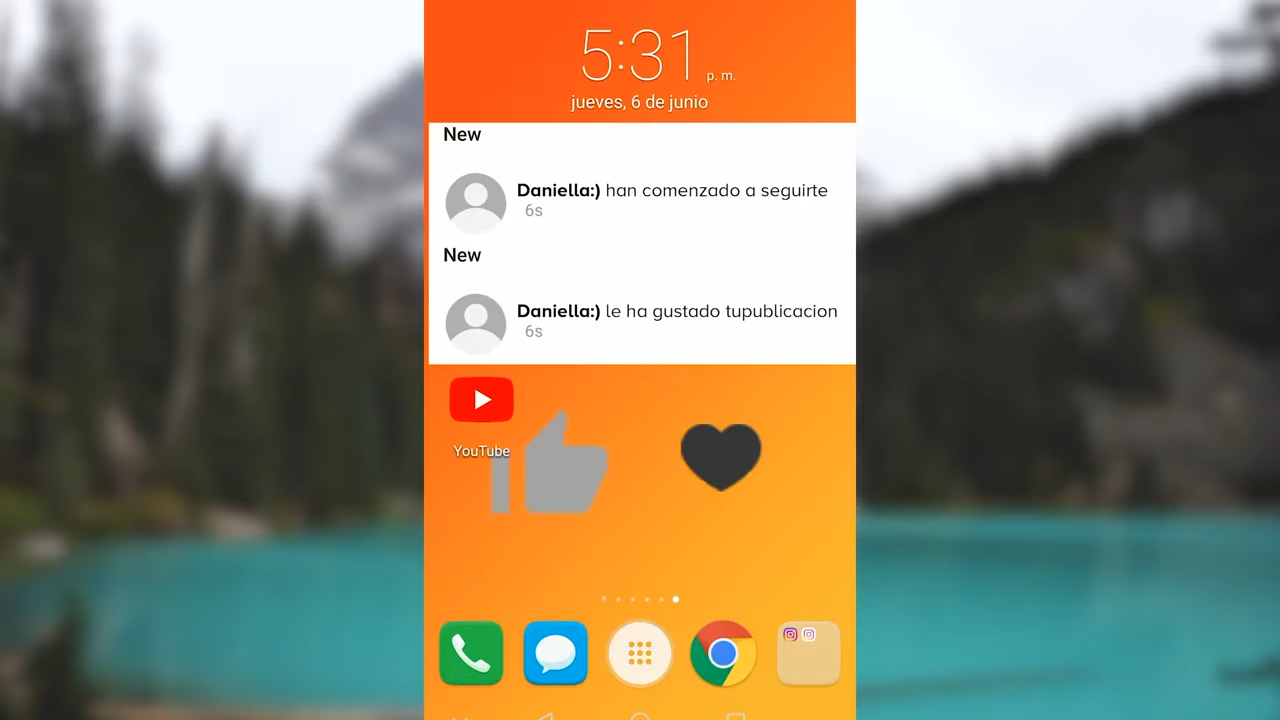 5:31 p. m.
jueves, 6 de junio
New
Daniella:) han comenzado a seguirte
6s
New
Daniella:) le ha gustado tupublicacion
6s
YouTube